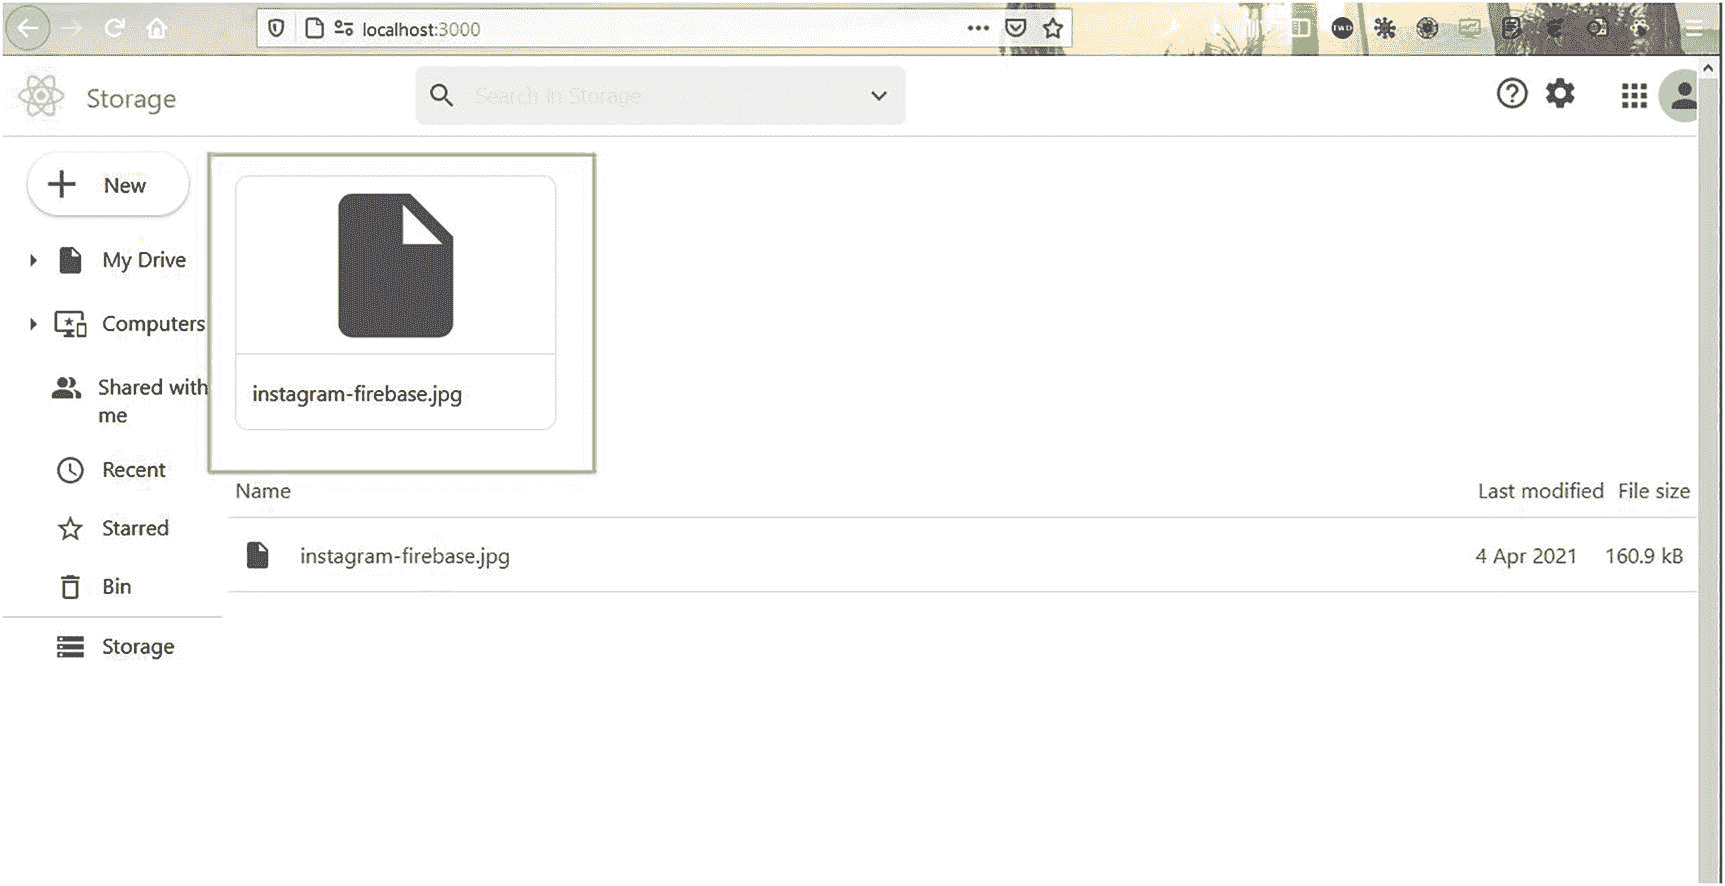 localhost:3000
Storage
Search in Storage
New
My Drive
Computers
Shared with
me
Recent
Starred
Bin
Storage
instagram-firebase.jpg
Name
Last modified
File size
instagram-firebase.jpg
4 Apr 2021
160.9 kB